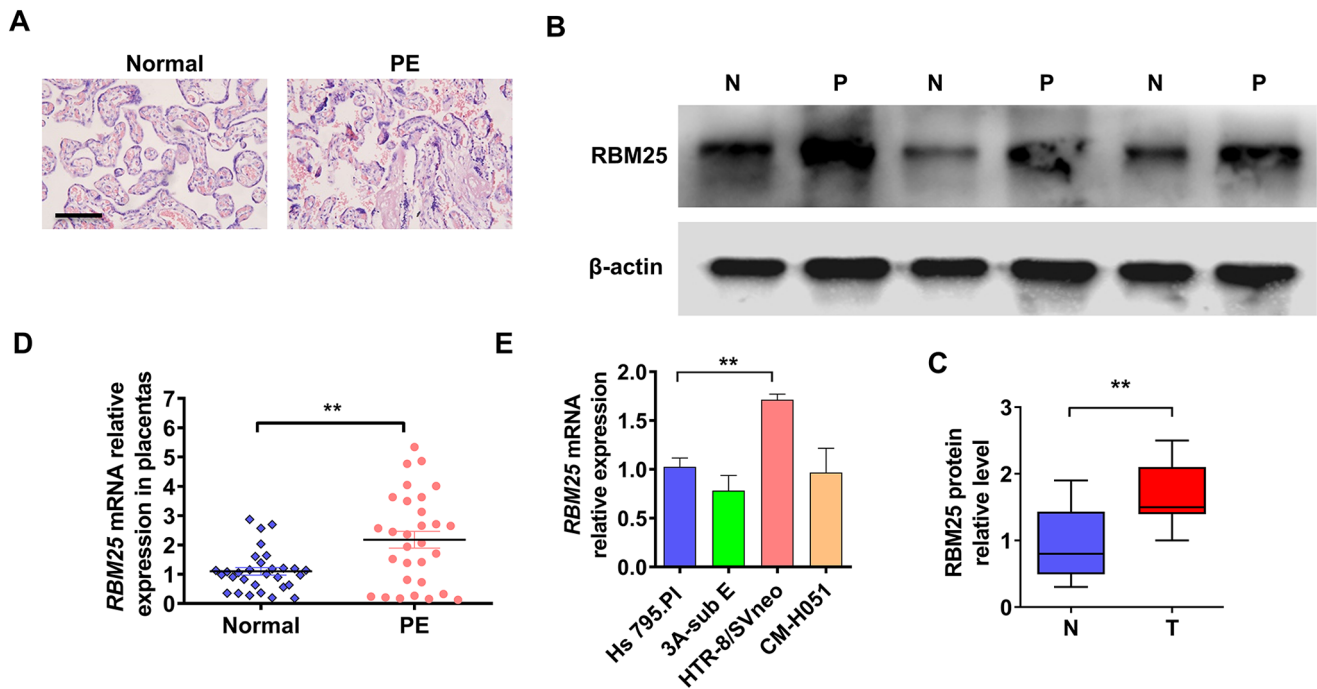 A
Normal
PE
B
N P N P N P
RBM25
β-actin
D
RBM25 mRNA relative
expression in placentas
7
6
5
4
3
2
1
0
**
Normal
PE
E
RBM25 mRNA
relative expression
2.0
1.5
1.0
0.5
0.0
**
Hs 795.Pl
3A-sub E
HTR-8/SVneo
CM-H051
C
RBM25 protein
relative level
3
2
1
0
**
N
T